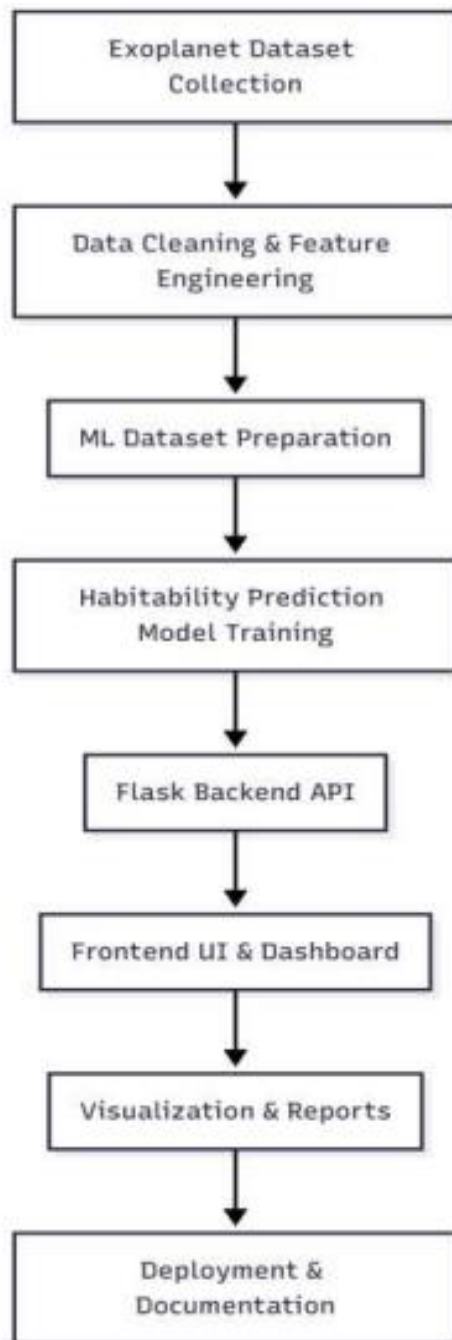 Exoplanet Dataset
Collection
Data Cleaning & Feature
Engineering
ML Dataset Preparation
Habitability Prediction
Model Training
Flask Backend API
Frontend UI & Dashboard
Visualization & Reports
Deployment &
Documentation